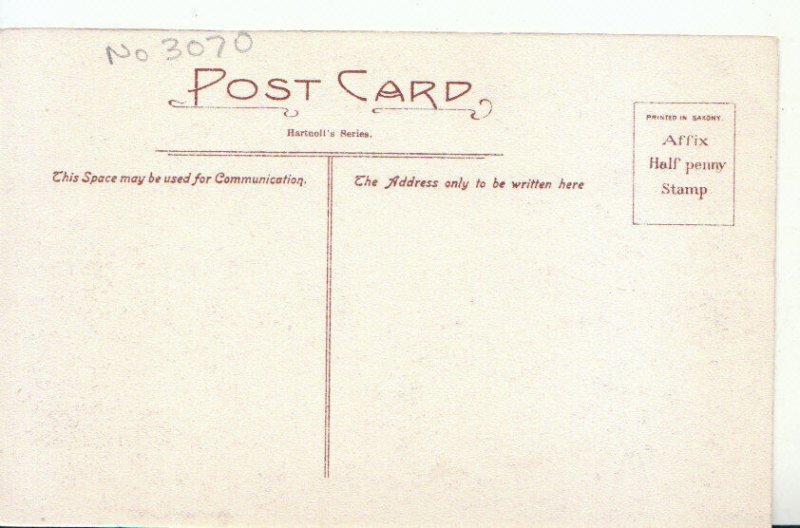 No 3070
POST CARD
Hartnoll's Series.
This Space may be used for Communication.
The Address only to be written here
PRINTED IN SAXONY.
Affix
Half penny
Stamp